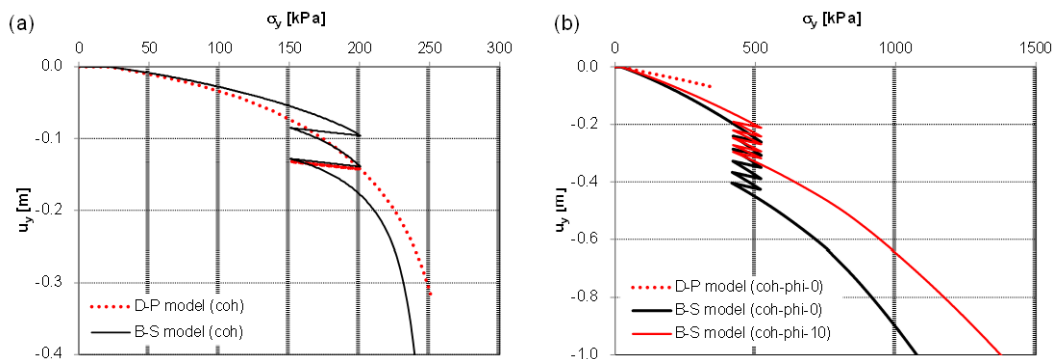 (a)
σy [kPa]
0 50 100 150 200 250 300
0.0
-0.1
-0.2
-0.3
-0.4
uy [m]
D-P model (coh)
B-S model (coh)
(b)
σy [kPa]
0 500 1000 1500
0.0
-0.2
-0.4
-0.6
-0.8
-1.0
uy [m]
D-P model (coh-phi-0)
B-S model (coh-phi-0)
B-S model (coh-phi-10)